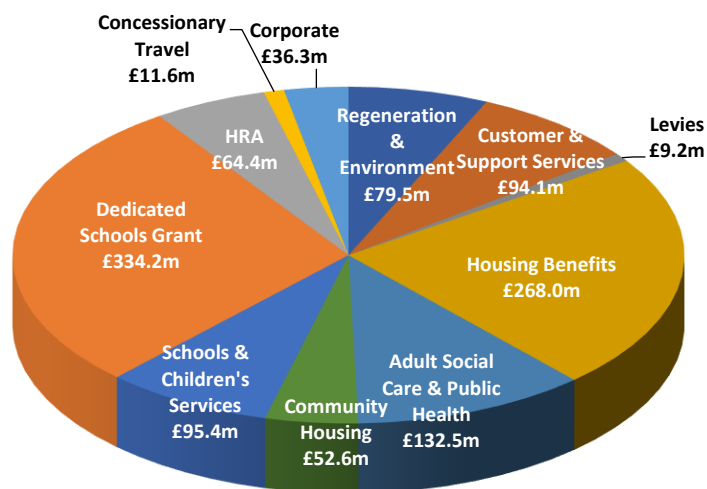 Concessionary
Travel
£11.6m
Corporate
£36.3m
Regeneration
&
Environment
£79.5m
Customer &
Support Services
£94.1m
Levies
£9.2m
HRA
£64.4m
Dedicated
Schools Grant
£334.2m
Housing Benefits
£268.0m
Schools &
Children's
Services
£95.4m
Community
Housing
£52.6m
Adult Social
Care & Public
Health
£132.5m